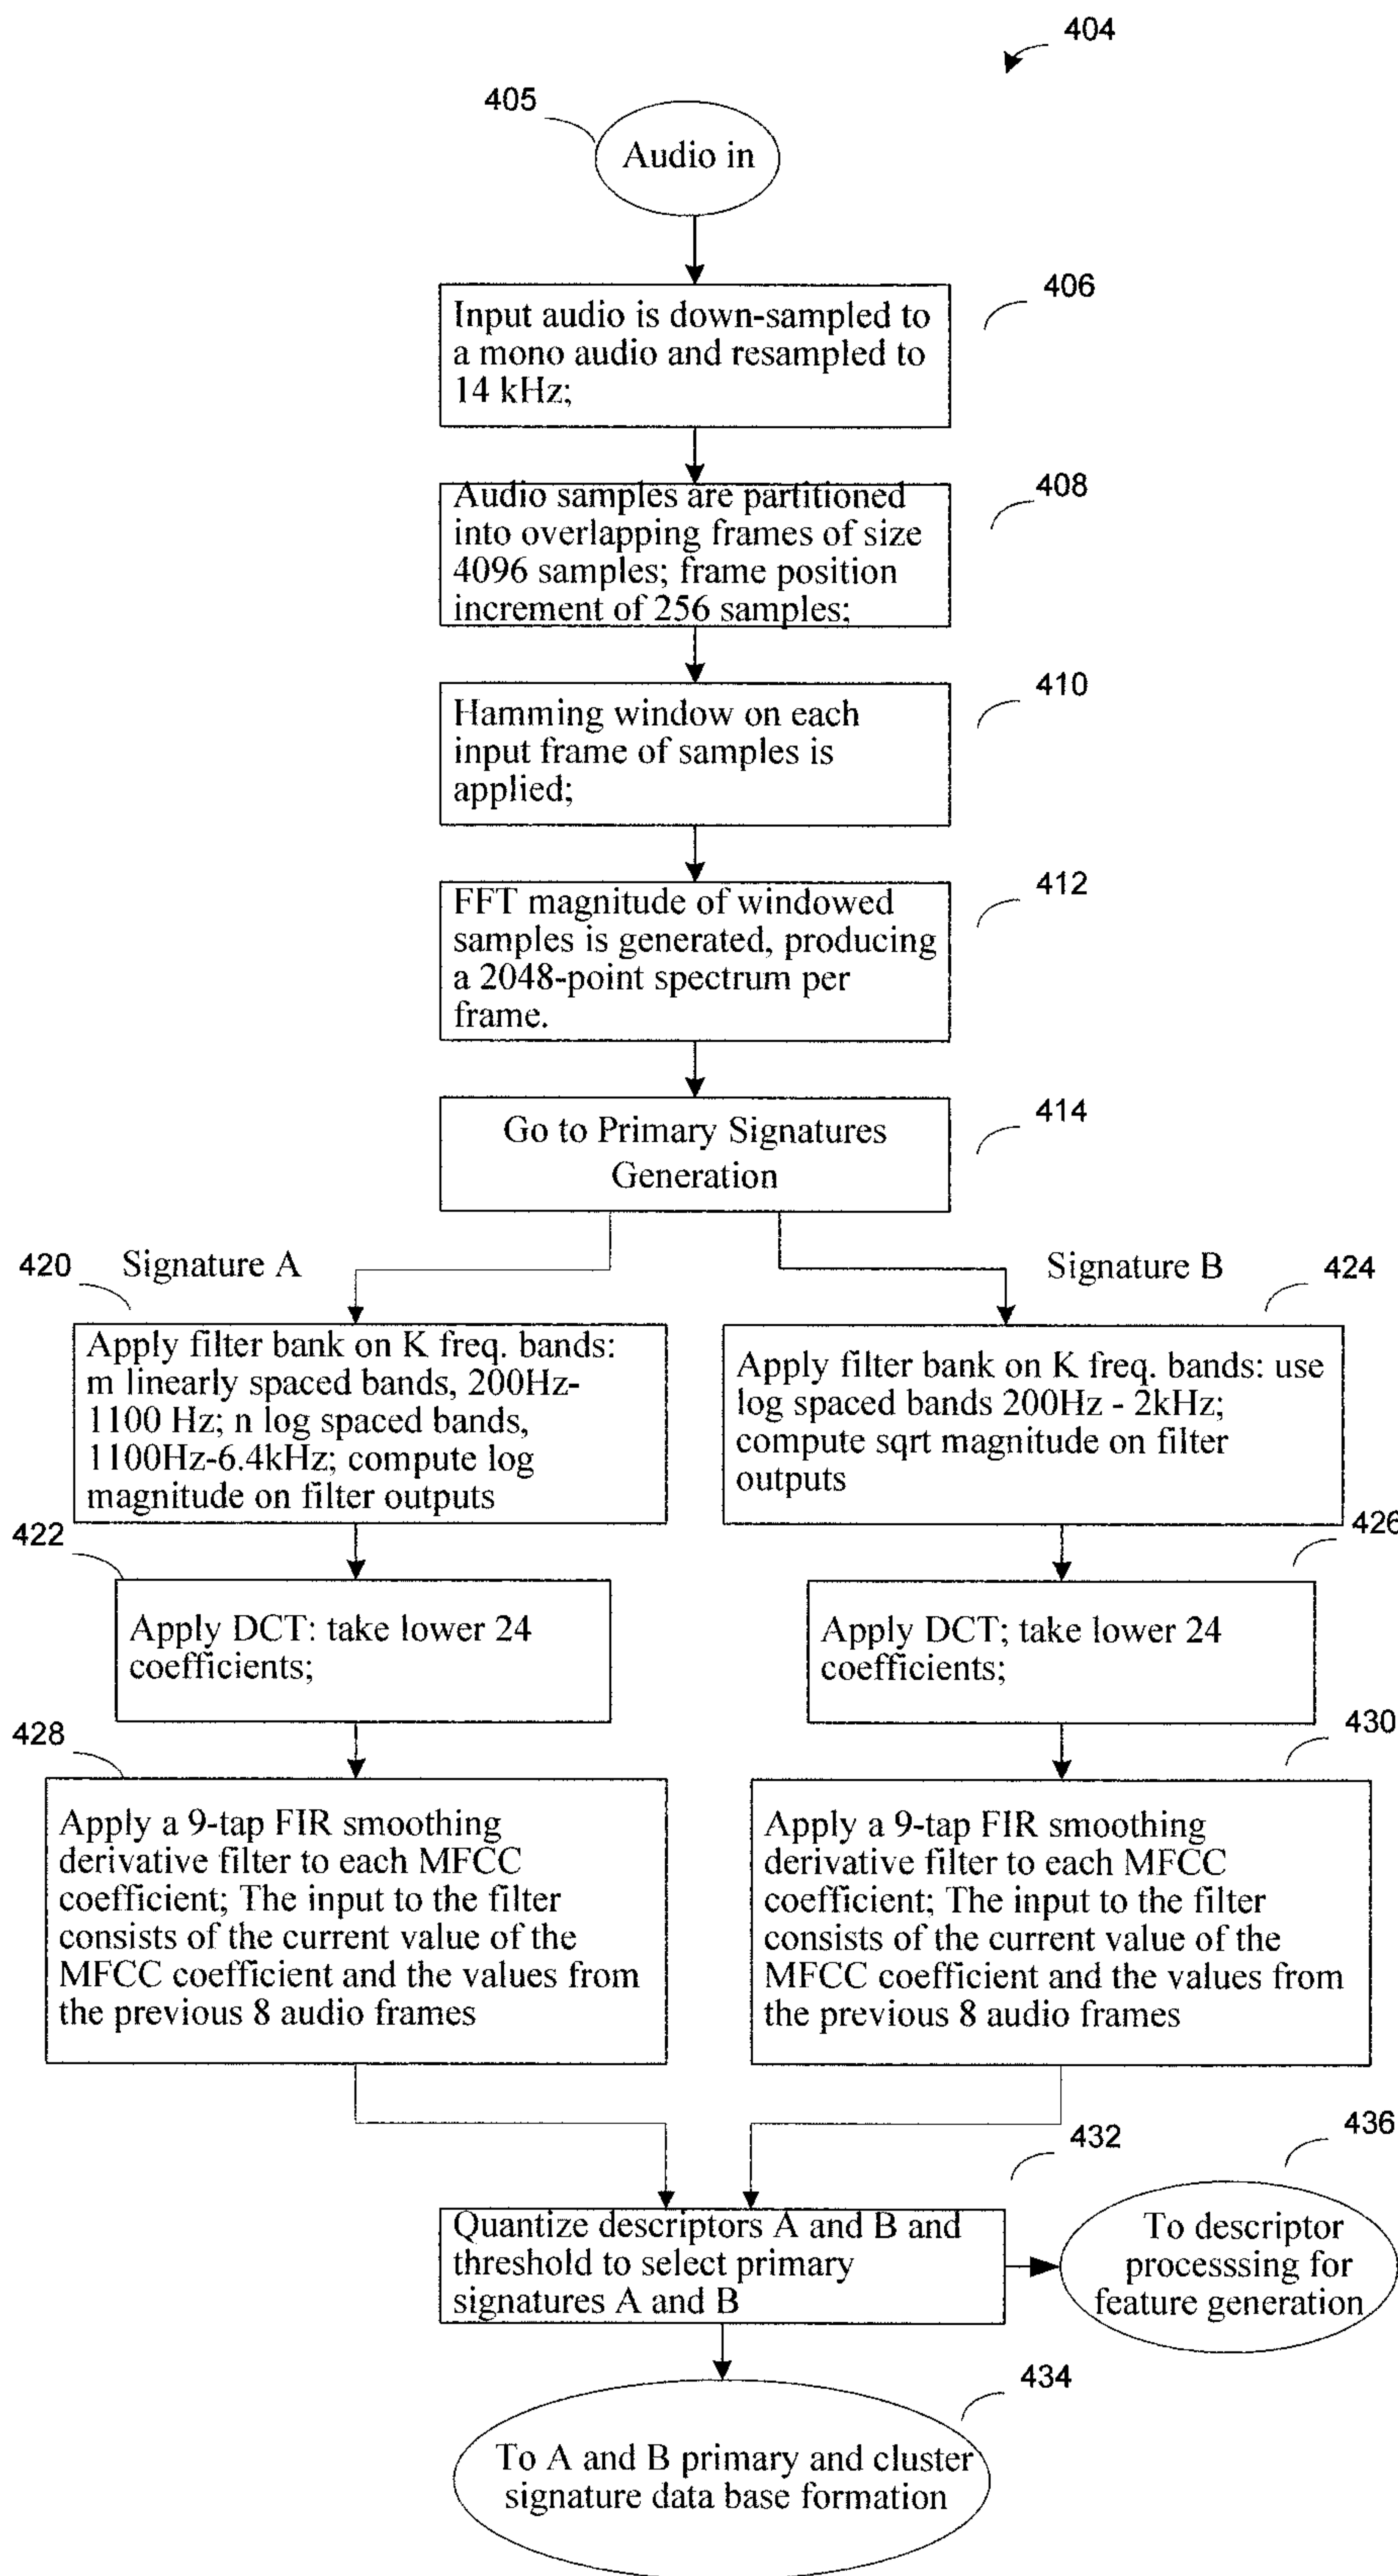 404
405
Audio in
406
Input audio is down-sampled to
a mono audio and resampled to
14 kHz;
408
Audio samples are partitioned
into overlapping frames of size
4096 samples; frame position
increment of 256 samples;
410
Hamming window on each
input frame of samples is
applied;
412
FFT magnitude of windowed
samples is generated, producing
a 2048-point spectrum per
frame.
414
Go to Primary Signatures
Generation
420
Signature A
Signature B
424
Apply filter bank on K freq. bands:
m linearly spaced bands, 200Hz-
1100 Hz; n log spaced bands,
1100Hz-6.4kHz; compute log
magnitude on filter outputs
Apply filter bank on K freq. bands: use
log spaced bands 200Hz - 2kHz;
compute sqrt magnitude on filter
outputs
422
426
Apply DCT: take lower 24
coefficients;
Apply DCT; take lower 24
coefficients;
428
430
Apply a 9-tap FIR smoothing
derivative filter to each MFCC
coefficient; The input to the filter
consists of the current value of the
MFCC coefficient and the values from
the previous 8 audio frames
Apply a 9-tap FIR smoothing
derivative filter to each MFCC
coefficient; The input to the filter
consists of the current value of the
MFCC coefficient and the values from
the previous 8 audio frames
432
436
Quantize descriptors A and B and
threshold to select primary
signatures A and B
To descriptor
processsing for
feature generation
434
To A and B primary and cluster
signature data base formation